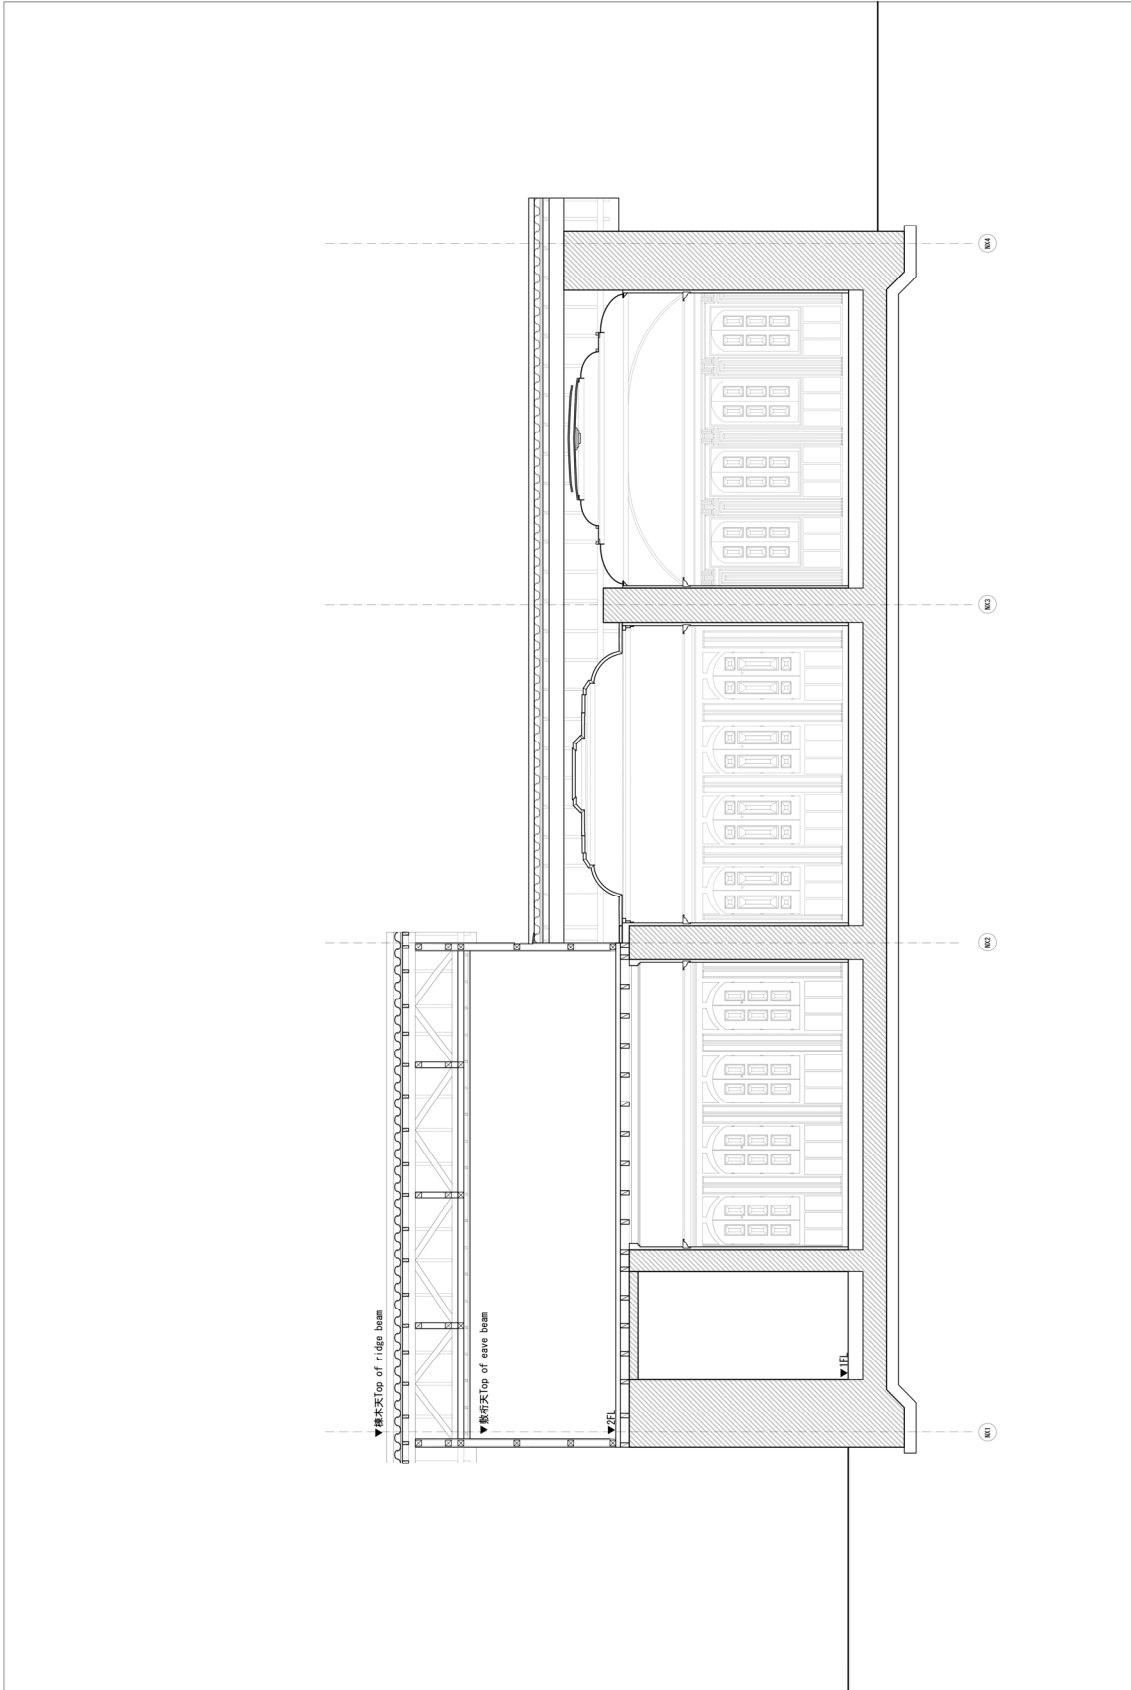 ▼棟木天Top of ridge beam
▼敷桁天Top of eave beam
▼2FL
▼1FL
NX1
NX2
NX3
NX4